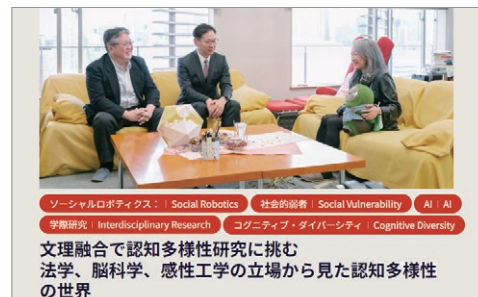 ソーシャルロボティクス： | Social Robotics
社会的弱者 | Social Vulnerability
AI | AI
学際研究 | Interdisciplinary Research
コグニティブ・ダイバーシティ | Cognitive Diversity
文理融合で認知多様性研究に挑む
法学、脳科学、感性工学の立場から見た認知多様性
の世界